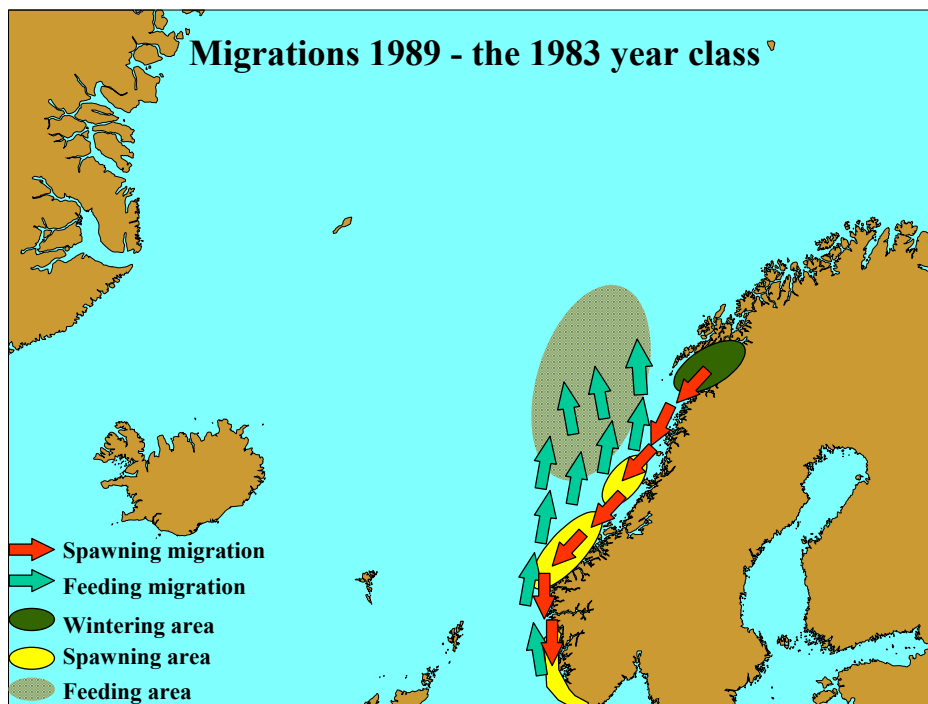 Migrations 1989 - the 1983 year class
Spawning migration
Feeding migration
Wintering area
Spawning area
Feeding area